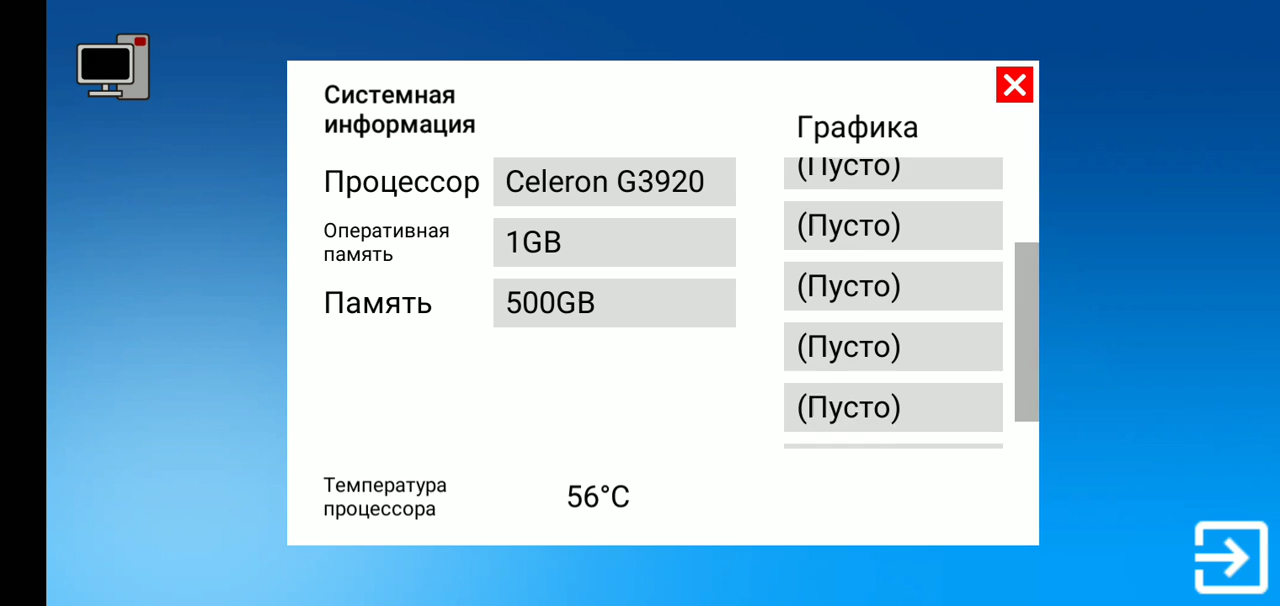 Системная
информация
Процессор
Celeron G3920
Оперативная
память
1GB
Память
500GB
Температура
процессора
56°C
Графика
(Пусто)
(Пусто)
(Пусто)
(Пусто)
(Пусто)